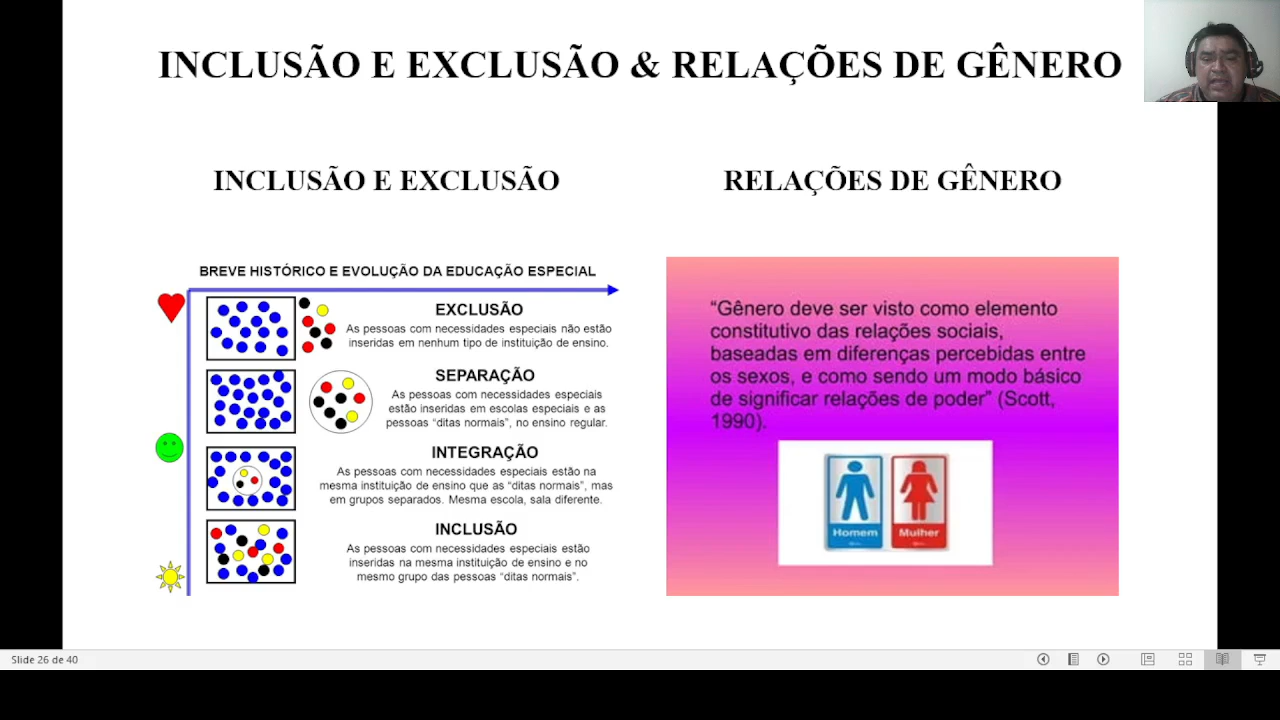 INCLUSÃO E EXCLUSÃO & RELAÇÕES DE GÊNERO
INCLUSÃO E EXCLUSÃO
BREVE HISTÓRICO E EVOLUÇÃO DA EDUCAÇÃO ESPECIAL
EXCLUSÃO
As pessoas com necessidades especiais não estão
inseridas em nenhum tipo de instituição de ensino.
SEPARAÇÃO
As pessoas com necessidades especiais
estão inseridas em escolas especiais e as
pessoas “ditas normais”, no ensino regular.
INTEGRAÇÃO
As pessoas com necessidades especiais estão na
mesma instituição de ensino que as “ditas normais”, mas
em grupos separados. Mesma escola, sala diferente.
INCLUSÃO
As pessoas com necessidades especiais estão
inseridas na mesma instituição de ensino e no
mesmo grupo das pessoas “ditas normais”.
RELAÇÕES DE GÊNERO
“Gênero deve ser visto como elemento
constitutivo das relações sociais,
baseadas em diferenças percebidas entre
os sexos, e como sendo um modo básico
de significar relações de poder” (Scott,
1990).
Homem
Mulher
Slide 26 de 40